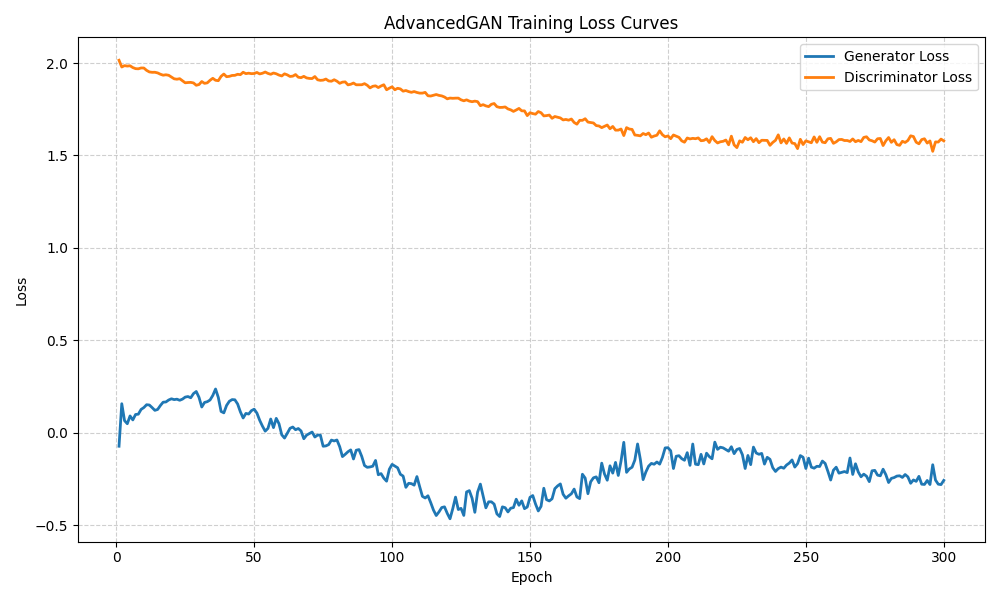 AdvancedGAN Training Loss Curves
Generator Loss
Discriminator Loss
2.0
1.5
1.0
0.5
0.0
−0.5
Loss
0 50 100 150 200 250 300
Epoch